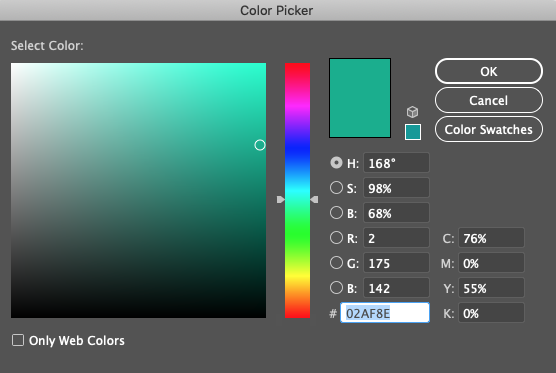 Color Picker
Select Color:
OK
Cancel
Color Swatches
H: 168°
S: 98%
B: 68%
R: 2
G: 175
B: 142
# 02AF8E
C: 76%
M: 0%
Y: 55%
K: 0%
Only Web Colors